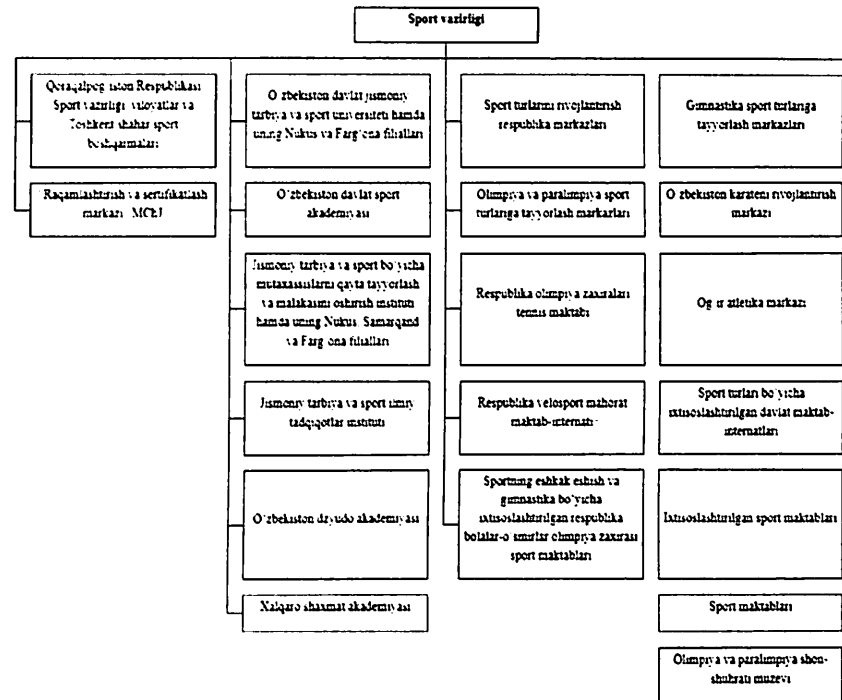 Sport vazirligi
Qoraqalpog'iston Respublikasi
Sport vazirligi, viloyatlar va
Toshkent shahar sport
boshqarmalari
Raqamlashtirish va sertifikatlash
markazi MChJ
O'zbekiston davlat jismoniy
tarbiya va sport universiteti hamda
uning Nukus va Farg'ona filiallari
O'zbekiston davlat sport
akademiyasi
Jismoniy tarbiya va sport bo'yicha
mutaxassislarni qayta tayyorlash
va malakasini oshirish instituti
hamda uning Nukus, Samarqand
va Farg'ona filiallari
Jismoniy tarbiya va sport ilmiy
tadqiqotlar instituti
O'zbekiston dzyudo akademiyasi
Xalqaro shaxmat akademiyasi
Sport turlarini rivojlantirish
respublika markazlari
Olimpiya va paralimpiya sport
turlariga tayyorlash markazlari
Respublika olimpiya zaxiralari
tennis maktabi
Respublika velosport mahorat
maktab-internati
Sportning eshkak eshish va
gimnastika bo'yicha
ixtisoslashtirilgan respublika
bolalar-o'smirlar olimpiya zaxirasi
sport maktablari
Gimnastika sport turlariga
tayyorlash markazlari
O'zbekiston karateni rivojlantirish
markazi
Og'ir atletika markazi
Sport turlari bo'yicha
ixtisoslashtirilgan davlat maktab-
internatlari
Ixtisoslashtirilgan sport maktablari
Sport maktablari
Olimpiya va paralimpiya shon-
shuhrati muzeyi